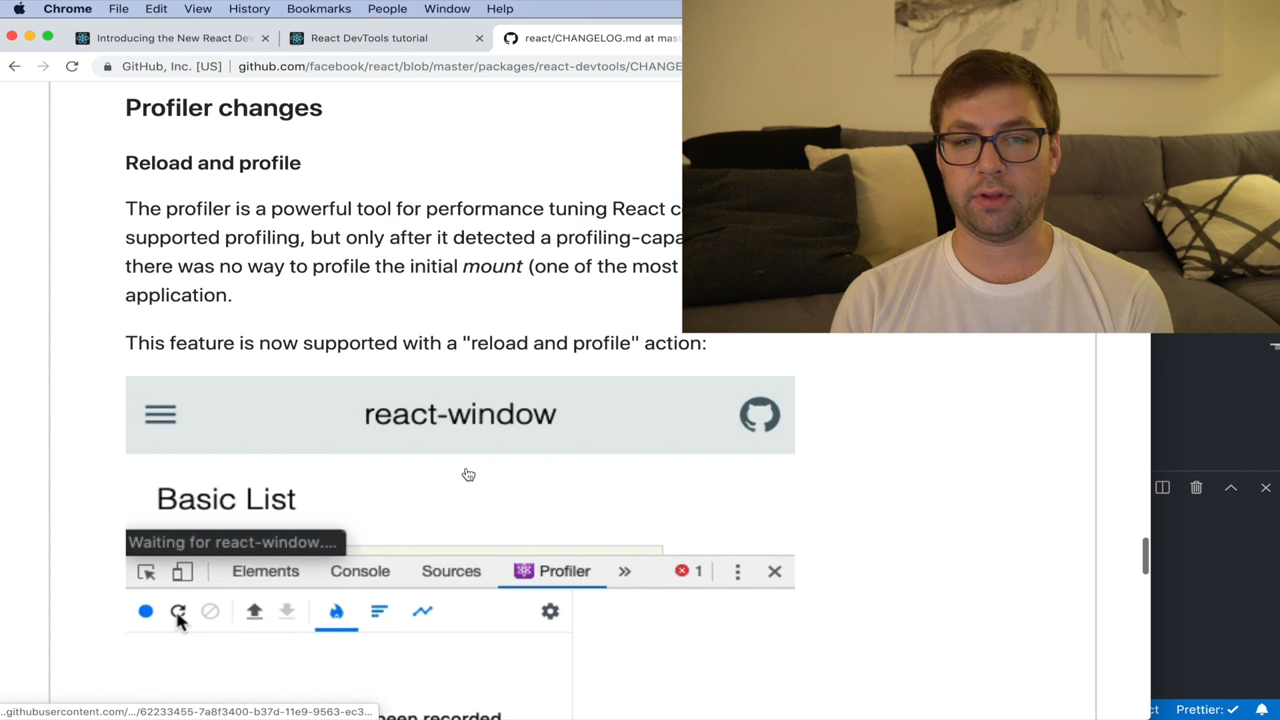 Chrome File Edit View History Bookmarks People Window Help
Introducing the New React De
React DevTools tutorial
react/CHANGELOG.md at mas
GitHub, Inc. [US] github.com/facebook/react/blob/master/packages/react-devtools/CHANGE
Profiler changes
Reload and profile
The profiler is a powerful tool for performance tuning React c
supported profiling, but only after it detected a profiling-capa
there was no way to profile the initial mount (one of the most
application.
This feature is now supported with a "reload and profile" action:
react-window
Basic List
Waiting for react-window....
Elements Console Sources Profiler » 1
been recorded
..githubusercontent.com/.../62233455-7a8f3400-b37d-11e9-9563-ec3...
ct Prettier: ✓